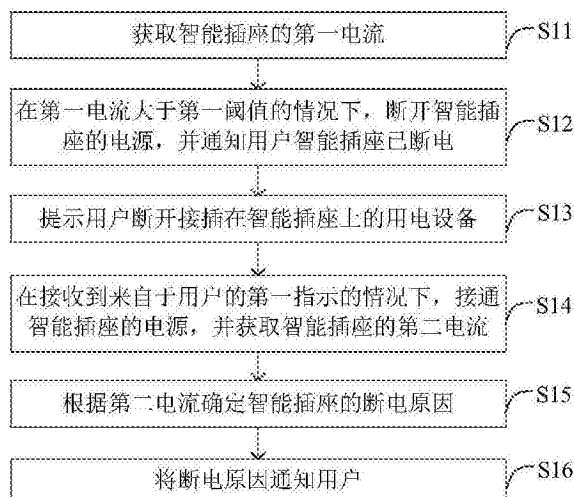 获取智能插座的第一电流
S11
在第一电流大于第一阈值的情况下，断开智能插
座的电源，并通知用户智能插座已断电
S12
提示用户断开接插在智能插座上的用电设备
S13
在接收到来自于用户的第一指示的情况下，接通
智能插座的电源，并获取智能插座的第二电流
S14
根据第二电流确定智能插座的断电原因
S15
将断电原因通知用户
S16